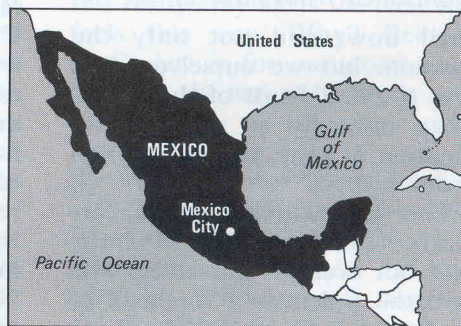 United States
Gulf
of
Mexico
MEXICO
Mexico
City
Pacific Ocean